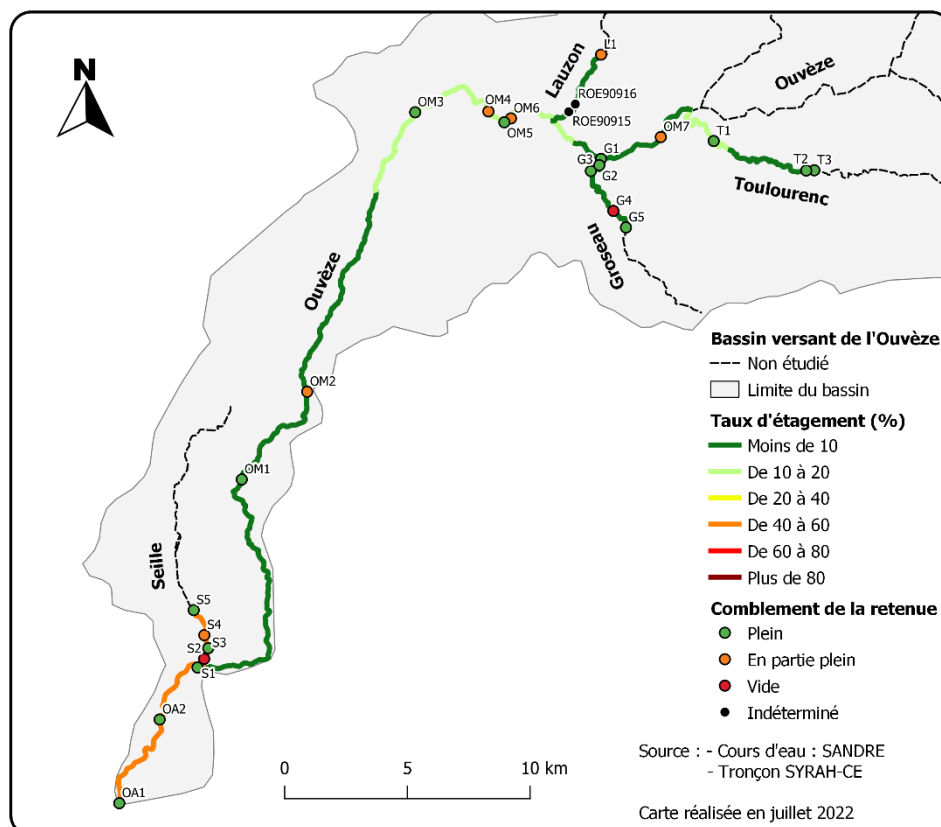 N
L1
Lauzon
Ouvèze
ROE90916
ROE90915
OM3
OM4
OM6
OM5
OM7
T1
G1
G3
G2
T2
T3
Toulourenc
G4
G5
Groseau
Ouvèze
OM2
OM1
Seille
S5
S4
S3
S2
S1
OA2
OA1
0 5 10 km
Bassin versant de l'Ouvèze
Non étudié
Limite du bassin
Taux d'étagement (%)
Moins de 10
De 10 à 20
De 20 à 40
De 40 à 60
De 60 à 80
Plus de 80
Comblement de la retenue
Plein
En partie plein
Vide
Indéterminé
Source : - Cours d'eau : SANDRE
- Tronçon SYRAH-CE
Carte réalisée en juillet 2022